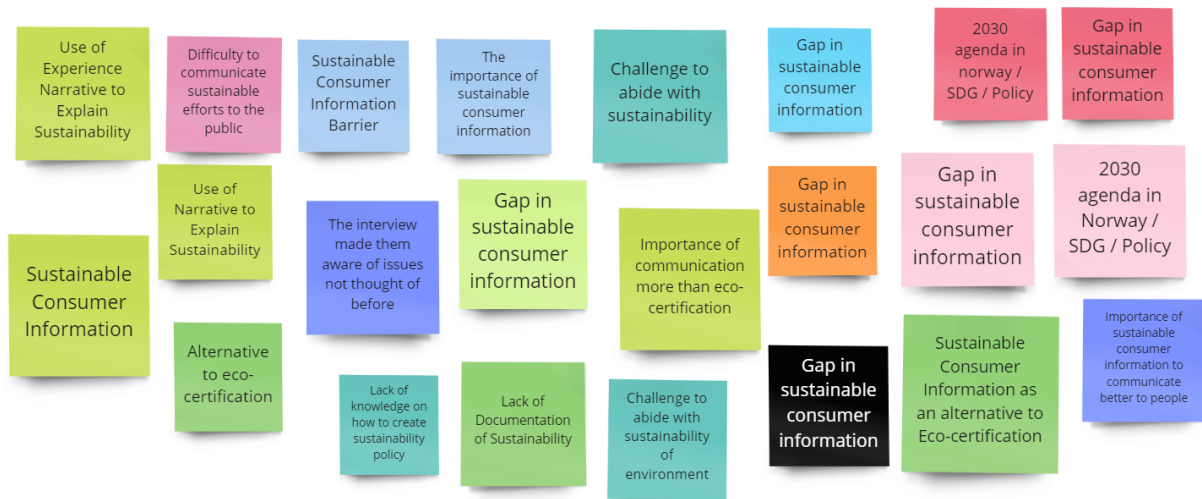 Use of
Experience
Narrative to
Explain
Sustainability
Difficulty to
communicate
sustainable
efforts to the
public
Sustainable
Consumer
Information
Barrier
The
importance of
sustainable
consumer
information
Challenge to
abide with
sustainability
Gap in
sustainable
consumer
information
2030
agenda in
norway /
SDG / Policy
Gap in
sustainable
consumer
information
Sustainable
Consumer
Information
Use of
Narrative to
Explain
Sustainability
The interview
made them
aware of issues
not thought of
before
Gap in
sustainable
consumer
information
Importance of
communication
more than eco-
certification
Gap in
sustainable
consumer
information
Gap in
sustainable
consumer
information
2030
agenda in
Norway /
SDG / Policy
Alternative
to eco-
certification
Lack of
knowledge on
how to create
sustainability
policy
Lack of
Documentation
of Sustainability
Challenge to
abide with
sustainability
of
environment
Gap in
sustainable
consumer
information
Sustainable
Consumer
Information as
an alternative to
Eco-certification
Importance of
sustainable
consumer
information to
communicate
better to people